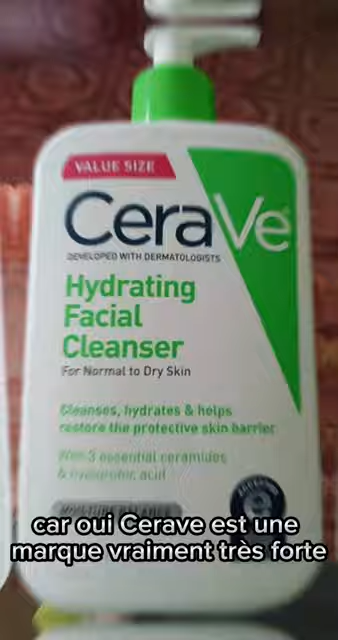 VALUE SIZE
CeraVe
DEVELOPED WITH DERMATOLOGISTS
Hydrating
Facial
Cleanser
For Normal to Dry Skin
Cleanses, hydrates & helps
restore the protective skin barrier
With 3 essential ceramides
& hyaluronic acid
car oui Cerave est une
marque vraiment très forte